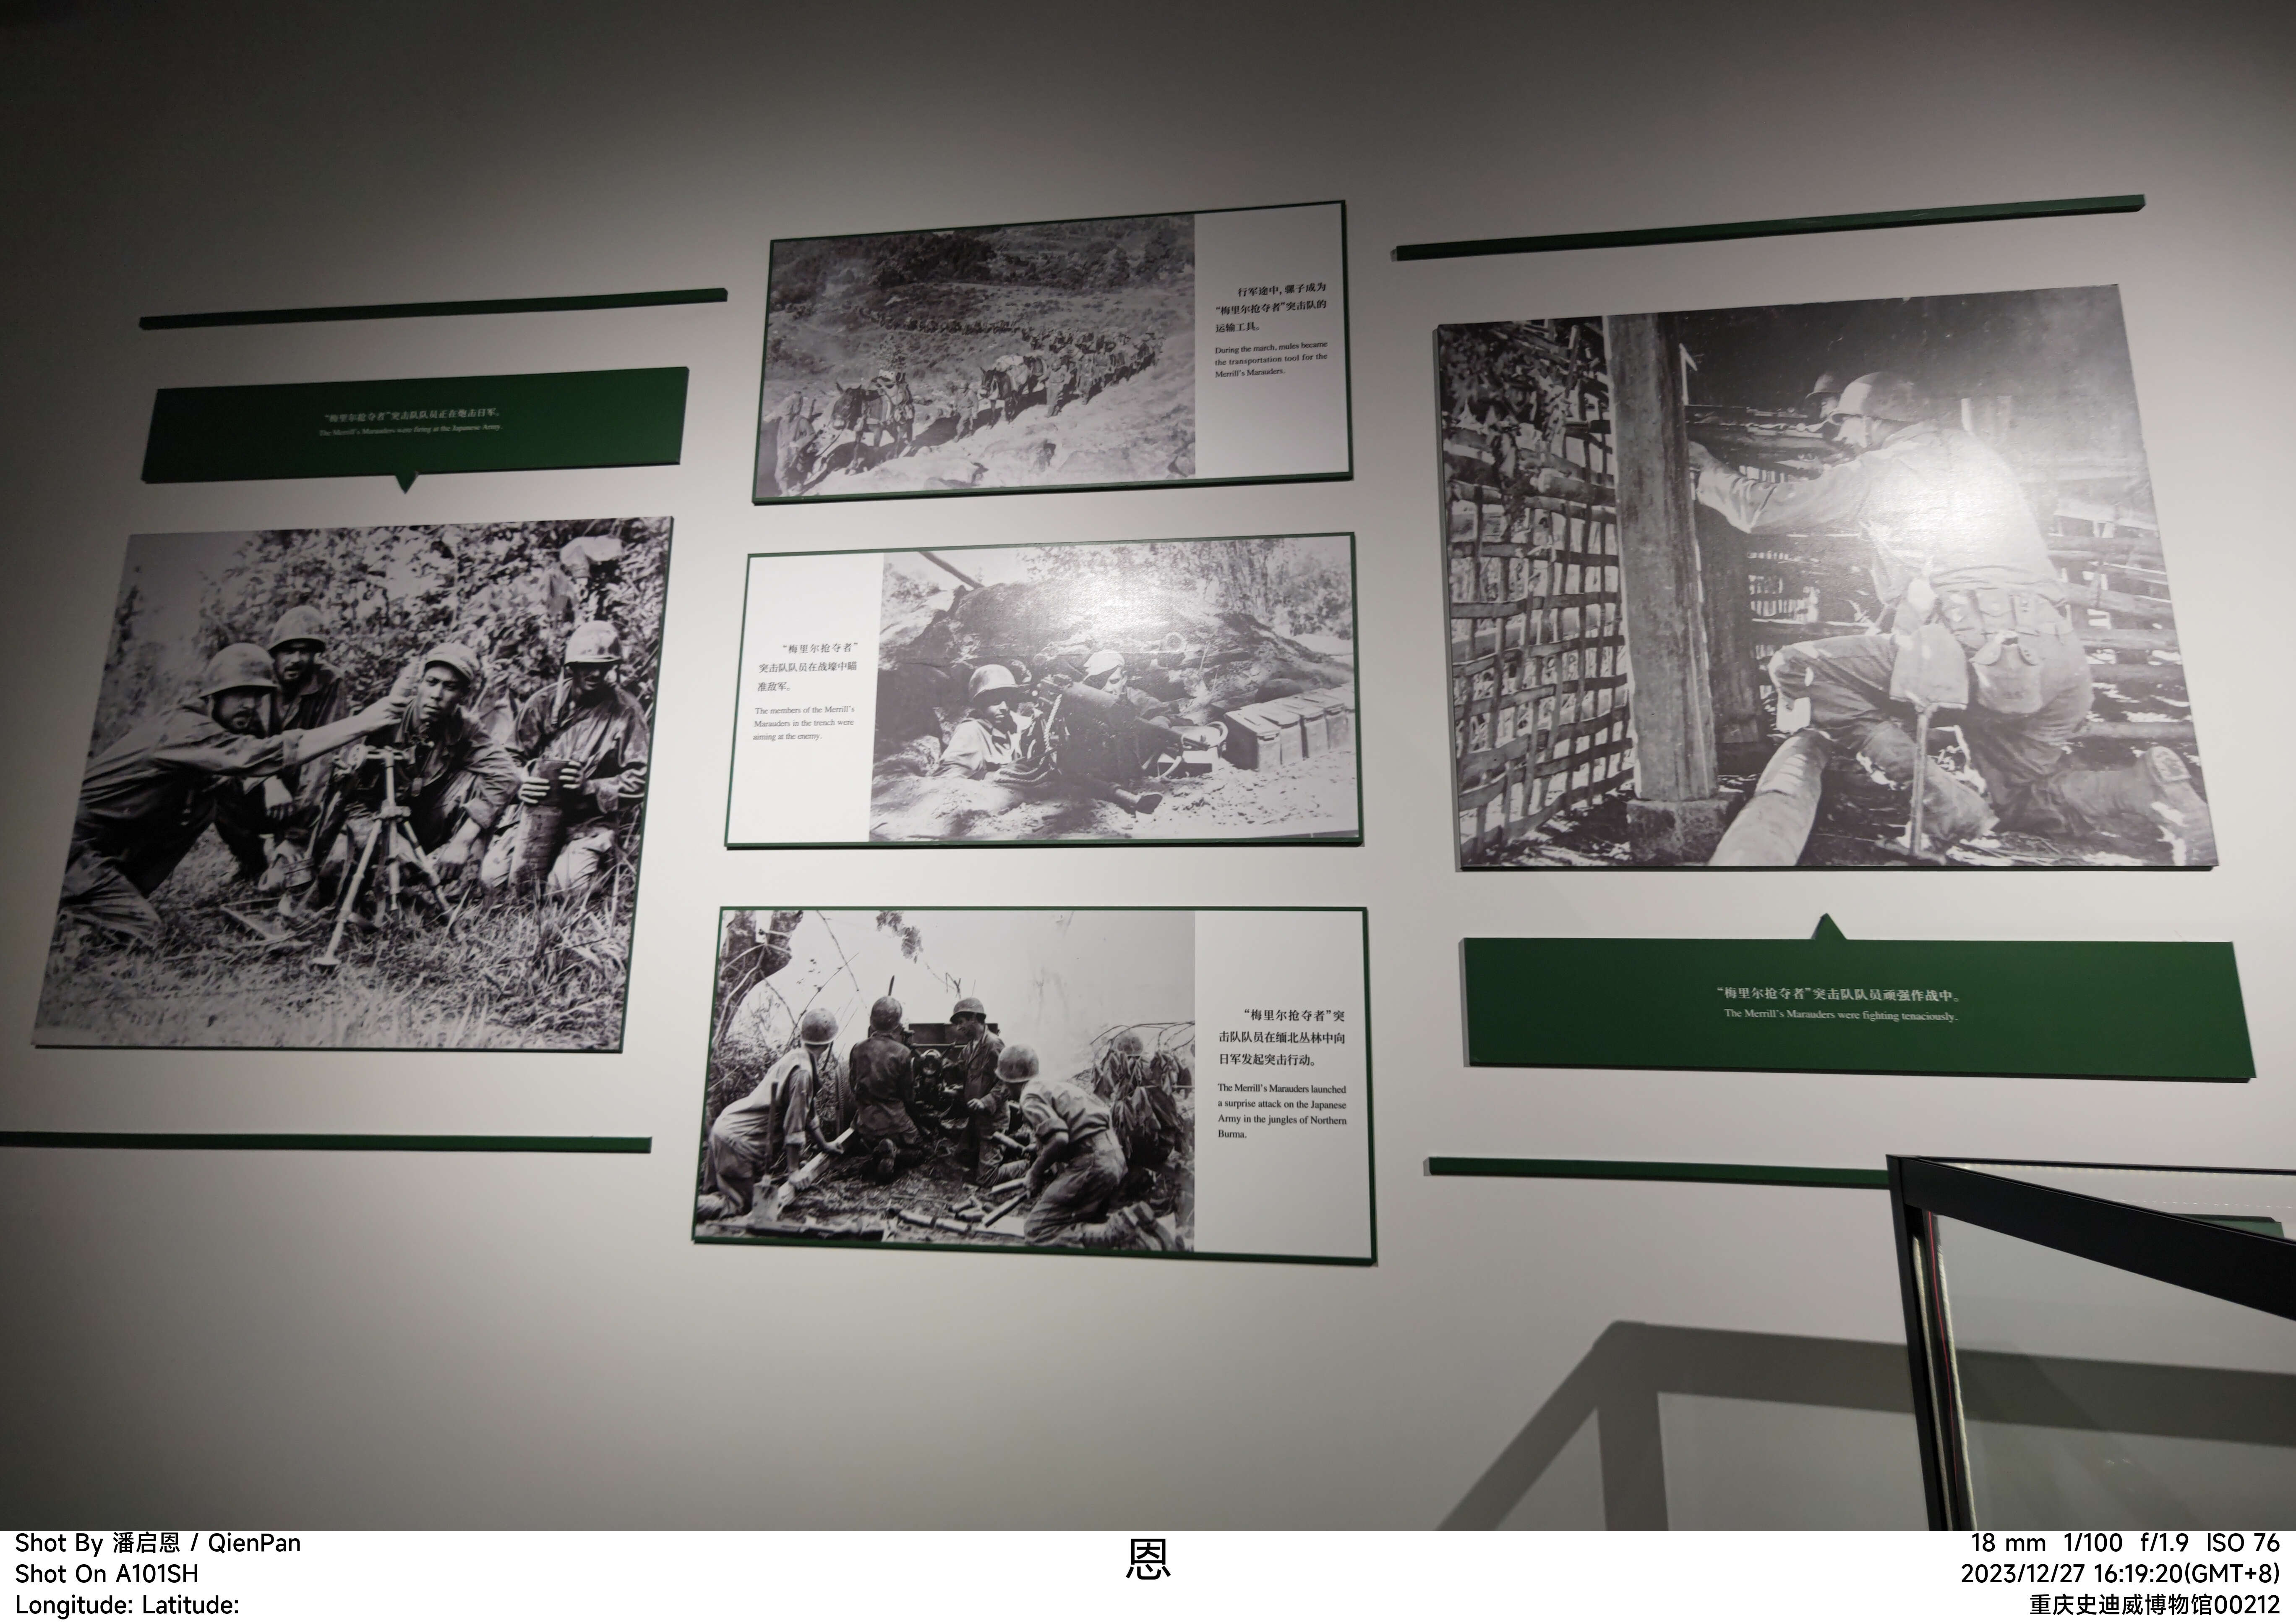 “梅里尔抢夺者”突击队队员正在炮击日军。
The Merrill's Marauders were firing at the Japanese Army.
行军途中，骡子成为
“梅里尔抢夺者”突击队的
运输工具。
During the march, mules became
the transportation tool for the
Merrill's Marauders.
“梅里尔抢夺者”
突击队队员在战壕中瞄
准敌军。
The members of the Merrill's
Marauders in the trench were
aiming at the enemy.
“梅里尔抢夺者”突
击队队员在缅北丛林中向
日军发起突击行动。
The Merrill's Marauders launched
a surprise attack on the Japanese
Army in the jungles of Northern
Burma.
“梅里尔抢夺者”突击队队员顽强作战中。
The Merrill's Marauders were fighting tenaciously.
Shot By 潘启恩 / QienPan
Shot On A101SH
Longitude: Latitude:
恩
18 mm 1/100 f/1.9 ISO 76
2023/12/27 16:19:20(GMT+8)
重庆史迪威博物馆00212